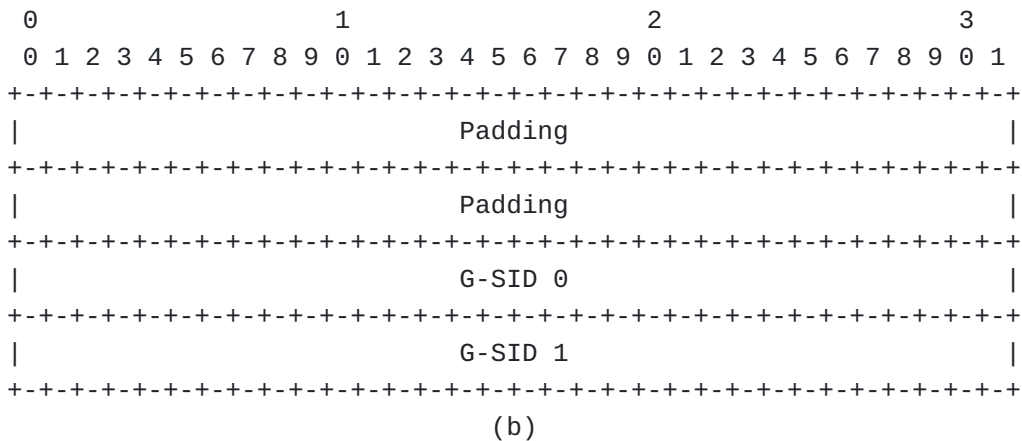 0                   1                   2                   3
 0 1 2 3 4 5 6 7 8 9 0 1 2 3 4 5 6 7 8 9 0 1 2 3 4 5 6 7 8 9 0 1
+-+-+-+-+-+-+-+-+-+-+-+-+-+-+-+-+-+-+-+-+-+-+-+-+-+-+-+-+-+-+-+-+
|                            Padding                            |
+-+-+-+-+-+-+-+-+-+-+-+-+-+-+-+-+-+-+-+-+-+-+-+-+-+-+-+-+-+-+-+-+
|                            Padding                            |
+-+-+-+-+-+-+-+-+-+-+-+-+-+-+-+-+-+-+-+-+-+-+-+-+-+-+-+-+-+-+-+-+
|                            G-SID 0                            |
+-+-+-+-+-+-+-+-+-+-+-+-+-+-+-+-+-+-+-+-+-+-+-+-+-+-+-+-+-+-+-+-+
|                            G-SID 1                            |
+-+-+-+-+-+-+-+-+-+-+-+-+-+-+-+-+-+-+-+-+-+-+-+-+-+-+-+-+-+-+-+-+
                              (b)